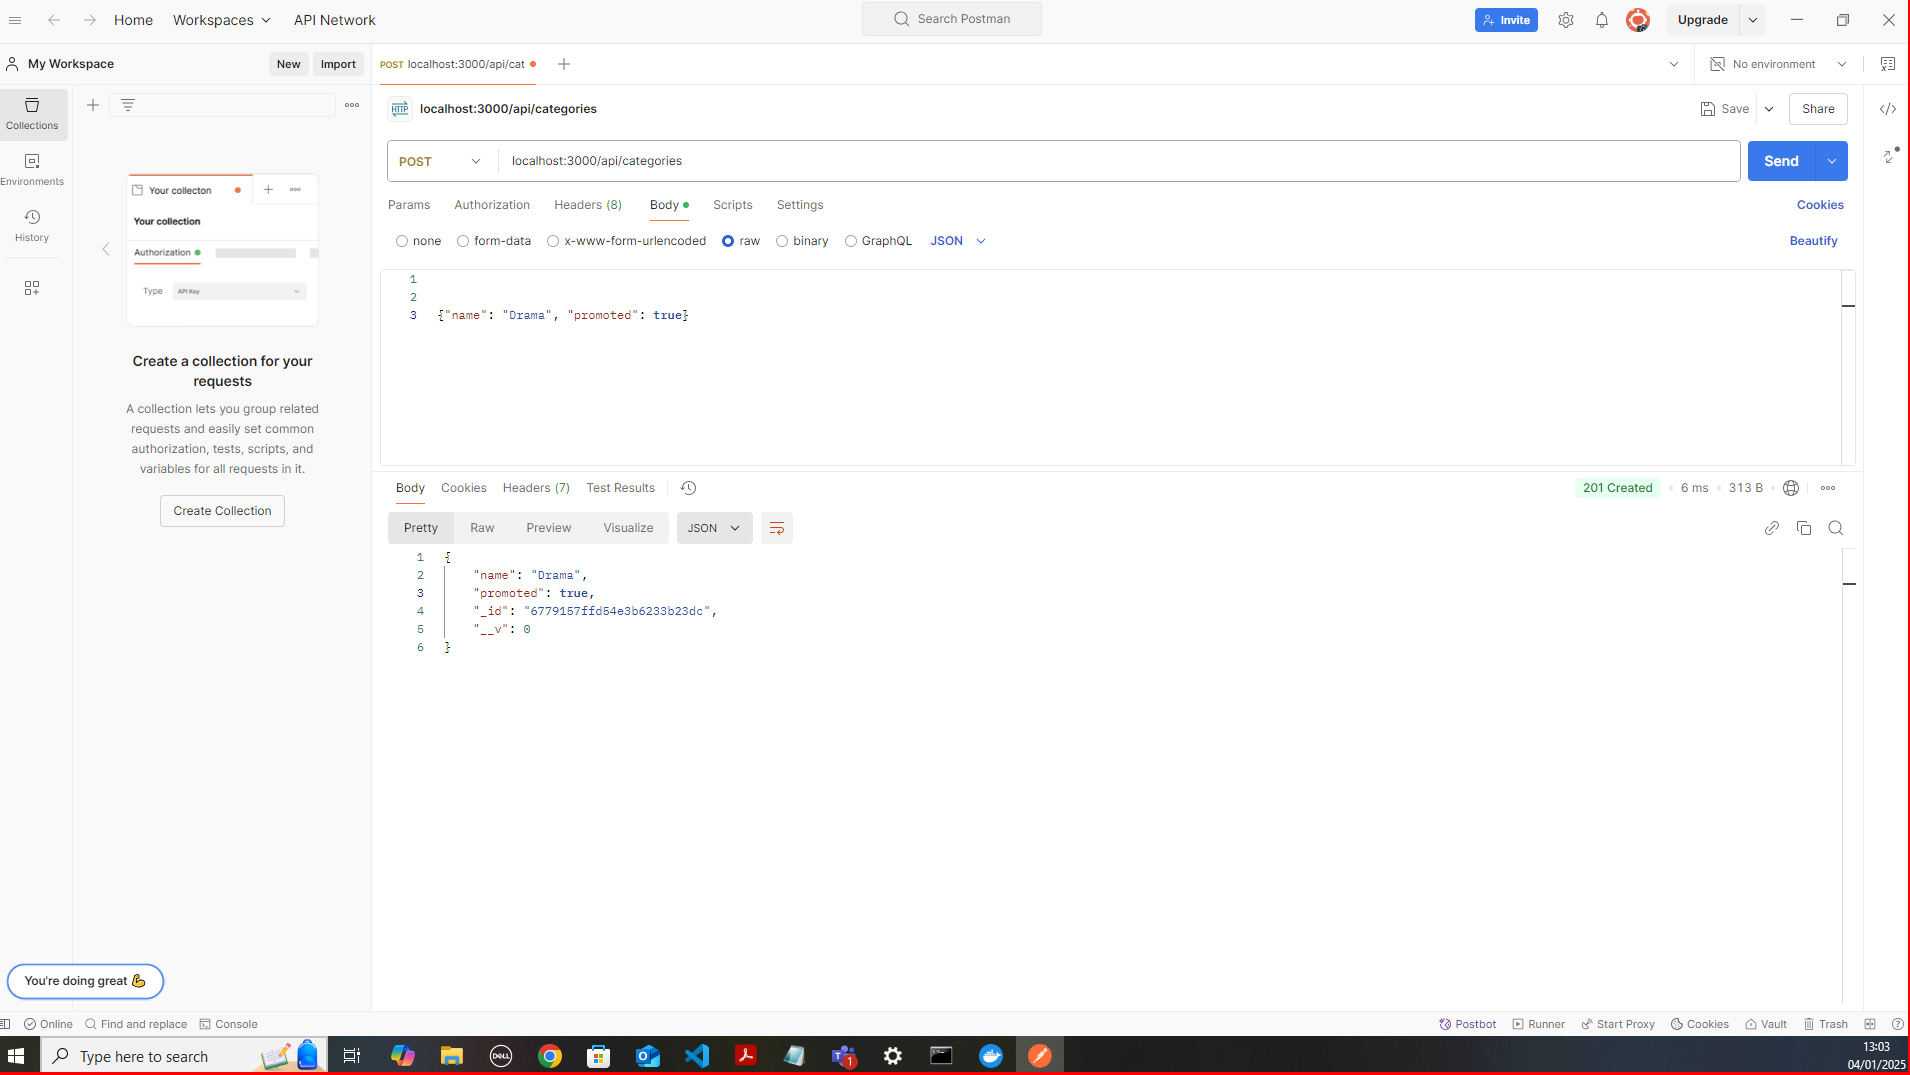 Home Workspaces API Network Search Postman Invite Upgrade
My Workspace New Import POST localhost:3000/api/cat No environment
Collections
Environments
History
Your collecton
Your collection
Authorization
Type API Key
Create a collection for your
requests
A collection lets you group related
requests and easily set common
authorization, tests, scripts, and
variables for all requests in it.
Create Collection
You're doing great 💪
HTTP localhost:3000/api/categories Save Share
POST localhost:3000/api/categories Send
Params Authorization Headers (8) Body Scripts Settings Cookies
none form-data x-www-form-urlencoded raw binary GraphQL JSON Beautify
1
2
3 {"name": "Drama", "promoted": true}
Body Cookies Headers (7) Test Results 201 Created 6 ms 313 B
Pretty Raw Preview Visualize JSON
1 {
2 "name": "Drama",
3 "promoted": true,
4 "_id": "6779157ffd54e3b6233b23dc",
5 "__v": 0
6 }
Online Find and replace Console Postbot Runner Start Proxy Cookies Vault Trash
Type here to search DELL 1 13:03
04/01/2025